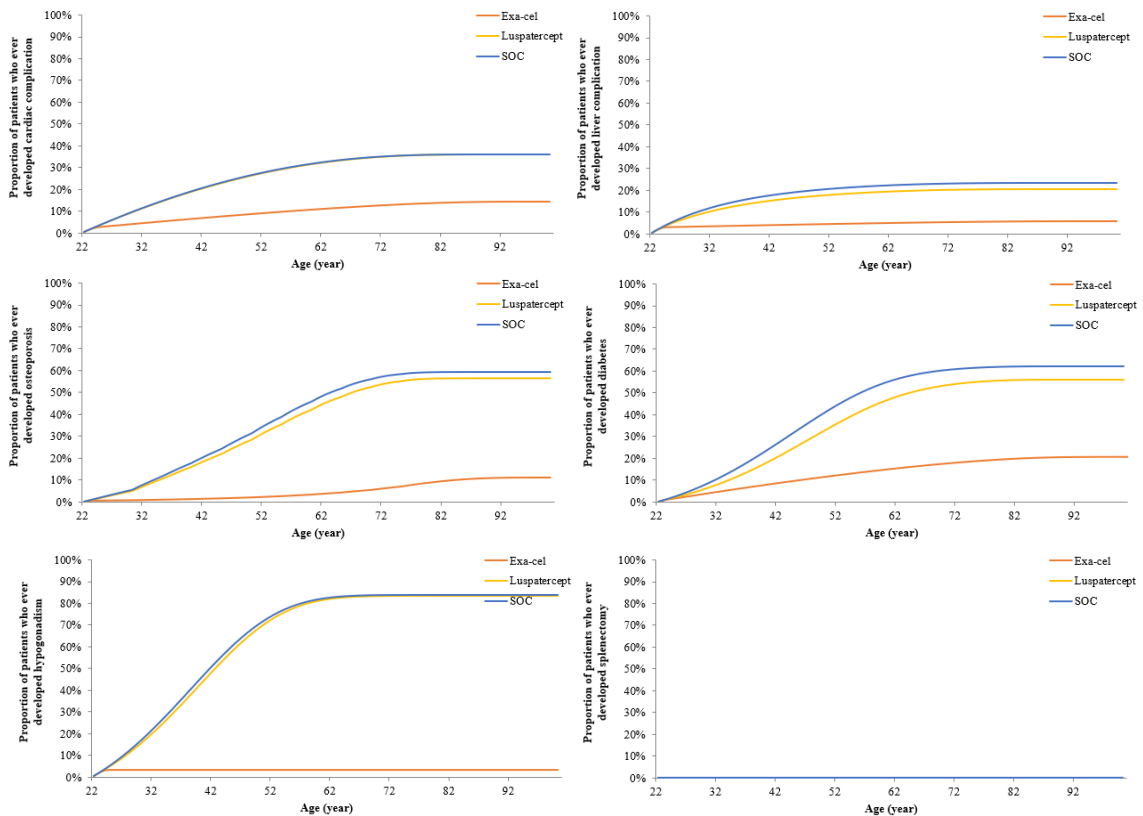 Proportion of patients who ever
developed cardiac complication
100%
90%
80%
70%
60%
50%
40%
30%
20%
10%
0%
22 32 42 52 62 72 82 92
Age (year)
Exa-cel
Luspatercept
SOC
Proportion of patients who ever
developed liver complication
100%
90%
80%
70%
60%
50%
40%
30%
20%
10%
0%
22 32 42 52 62 72 82 92
Age (year)
Exa-cel
Luspatercept
SOC
Proportion of patients who ever
developed osteoporosis
100%
90%
80%
70%
60%
50%
40%
30%
20%
10%
0%
22 32 42 52 62 72 82 92
Age (year)
Exa-cel
Luspatercept
SOC
Proportion of patients who ever
developed diabetes
100%
90%
80%
70%
60%
50%
40%
30%
20%
10%
0%
22 32 42 52 62 72 82 92
Age (year)
Exa-cel
Luspatercept
SOC
Proportion of patients who ever
developed hypogonadism
100%
90%
80%
70%
60%
50%
40%
30%
20%
10%
0%
22 32 42 52 62 72 82 92
Age (year)
Exa-cel
Luspatercept
SOC
Proportion of patients who ever
developed splenectomy
100%
90%
80%
70%
60%
50%
40%
30%
20%
10%
0%
22 32 42 52 62 72 82 92
Age (year)
Exa-cel
Luspatercept
SOC